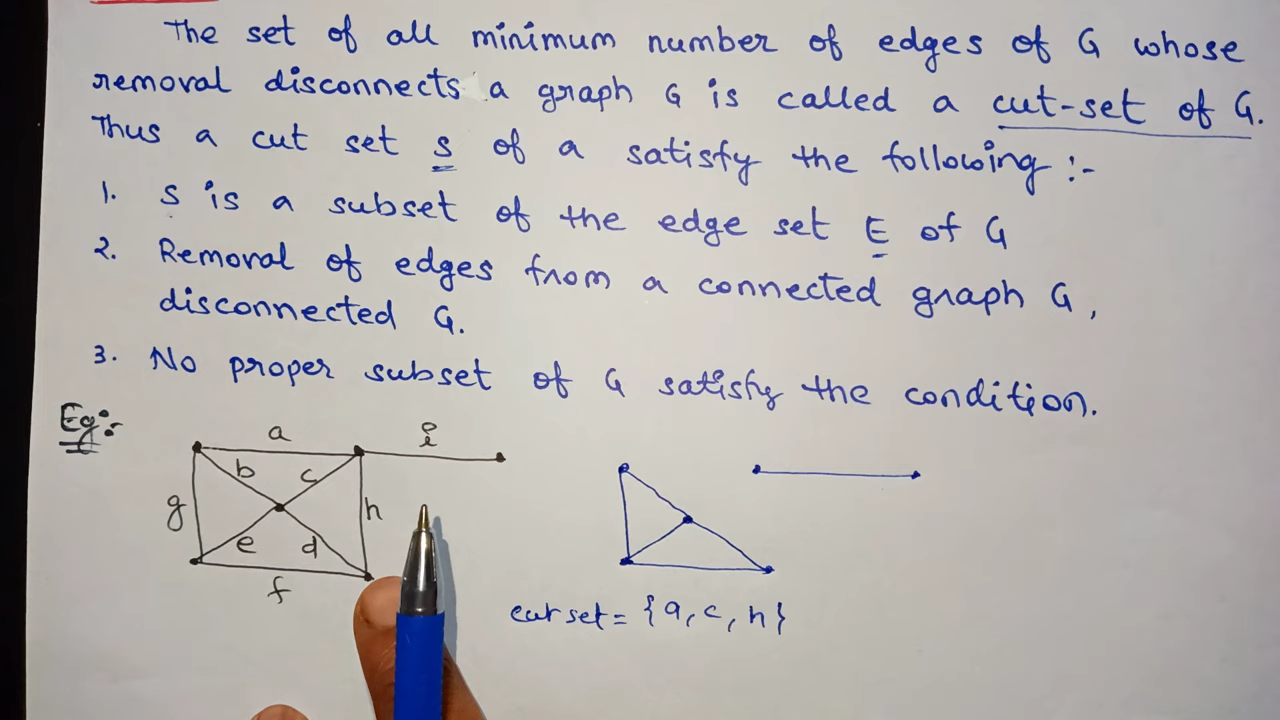 The set of all minimum number of edges of G whose
removal disconnects a graph G is called a cut-set of G.
Thus a cut set s of a satisfy the following :-
1. S is a subset of the edge set E of G
2. Removal of edges from a connected graph G,
disconnected G.
3. No proper subset of G satisfy the condition.
Eg:-
a i
b c
g h
e d
f
cut set = {a, c, h}